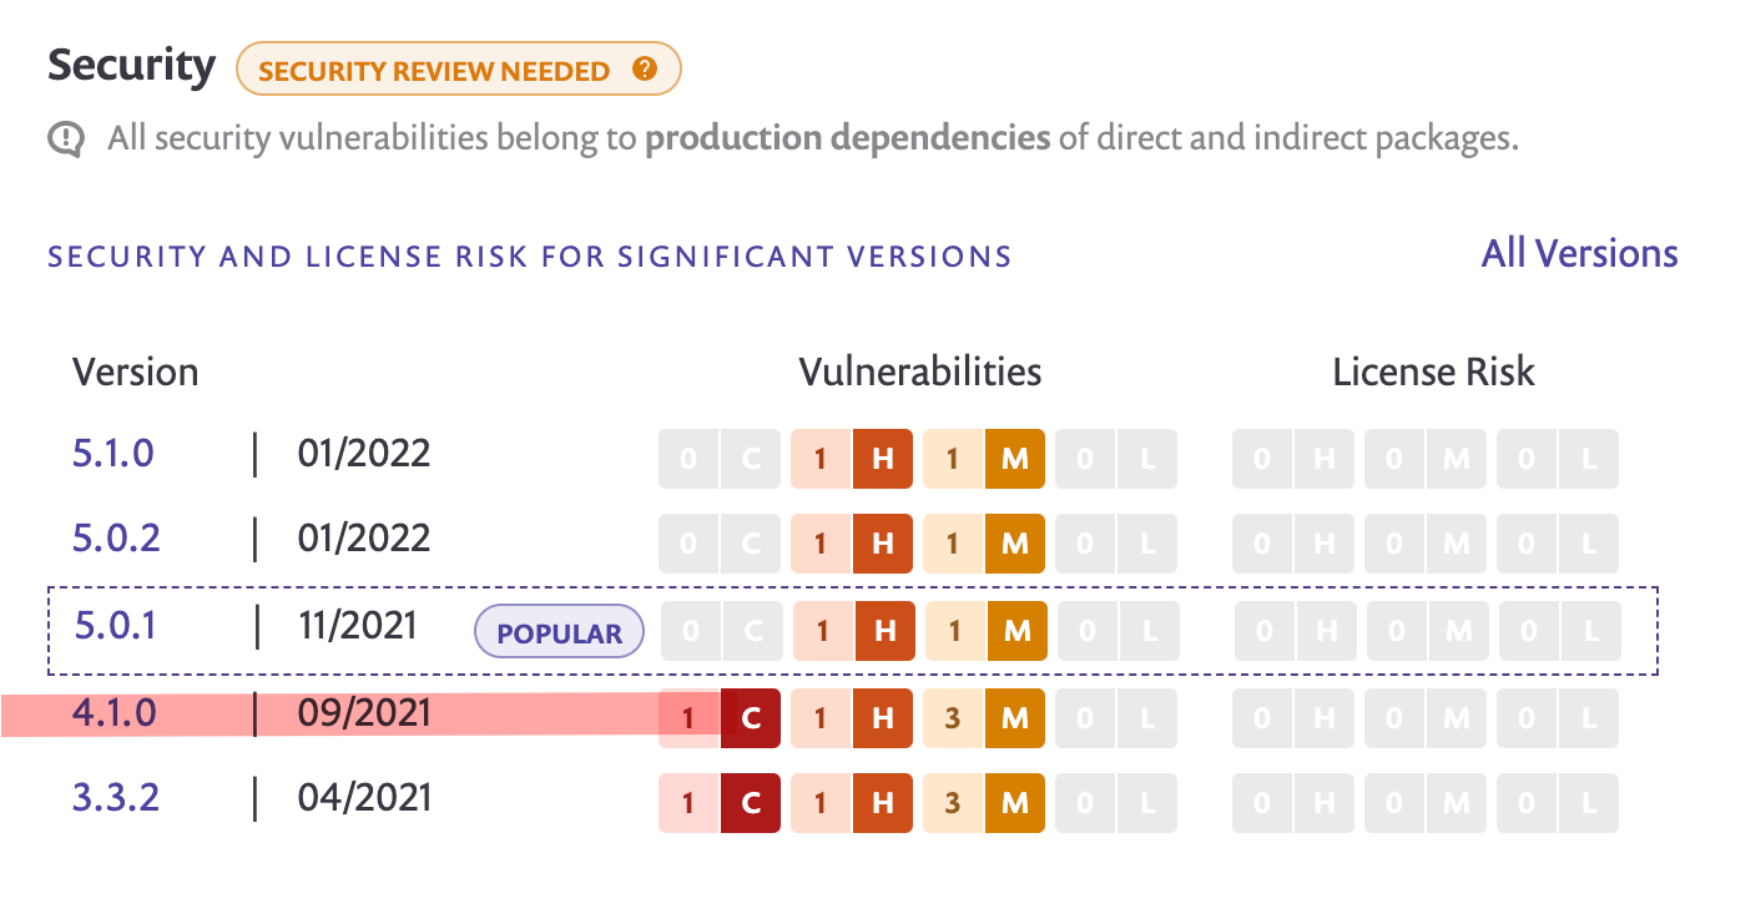 Security SECURITY REVIEW NEEDED ?
! All security vulnerabilities belong to production dependencies of direct and indirect packages.
SECURITY AND LICENSE RISK FOR SIGNIFICANT VERSIONS All Versions
Version Vulnerabilities License Risk
5.1.0 | 01/2022 0 C 1 H 1 M 0 L 0 H 0 M 0 L
5.0.2 | 01/2022 0 C 1 H 1 M 0 L 0 H 0 M 0 L
5.0.1 | 11/2021 POPULAR 0 C 1 H 1 M 0 L 0 H 0 M 0 L
4.1.0 | 09/2021 1 C 1 H 3 M 0 L 0 H 0 M 0 L
3.3.2 | 04/2021 1 C 1 H 3 M 0 L 0 H 0 M 0 L